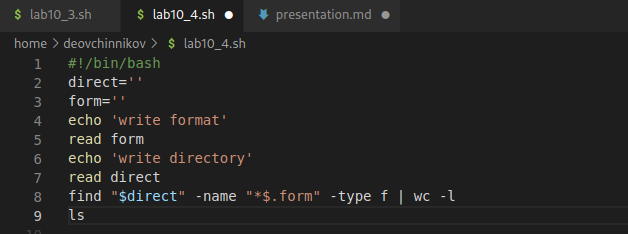 $ lab10_3.sh $ lab10_4.sh presentation.md
home > deovchinnikov > $ lab10_4.sh
1 #!/bin/bash
2 direct=''
3 form=''
4 echo 'write format'
5 read form
6 echo 'write directory'
7 read direct
8 find "$direct" -name "*$.form" -type f | wc -l
9 ls
10